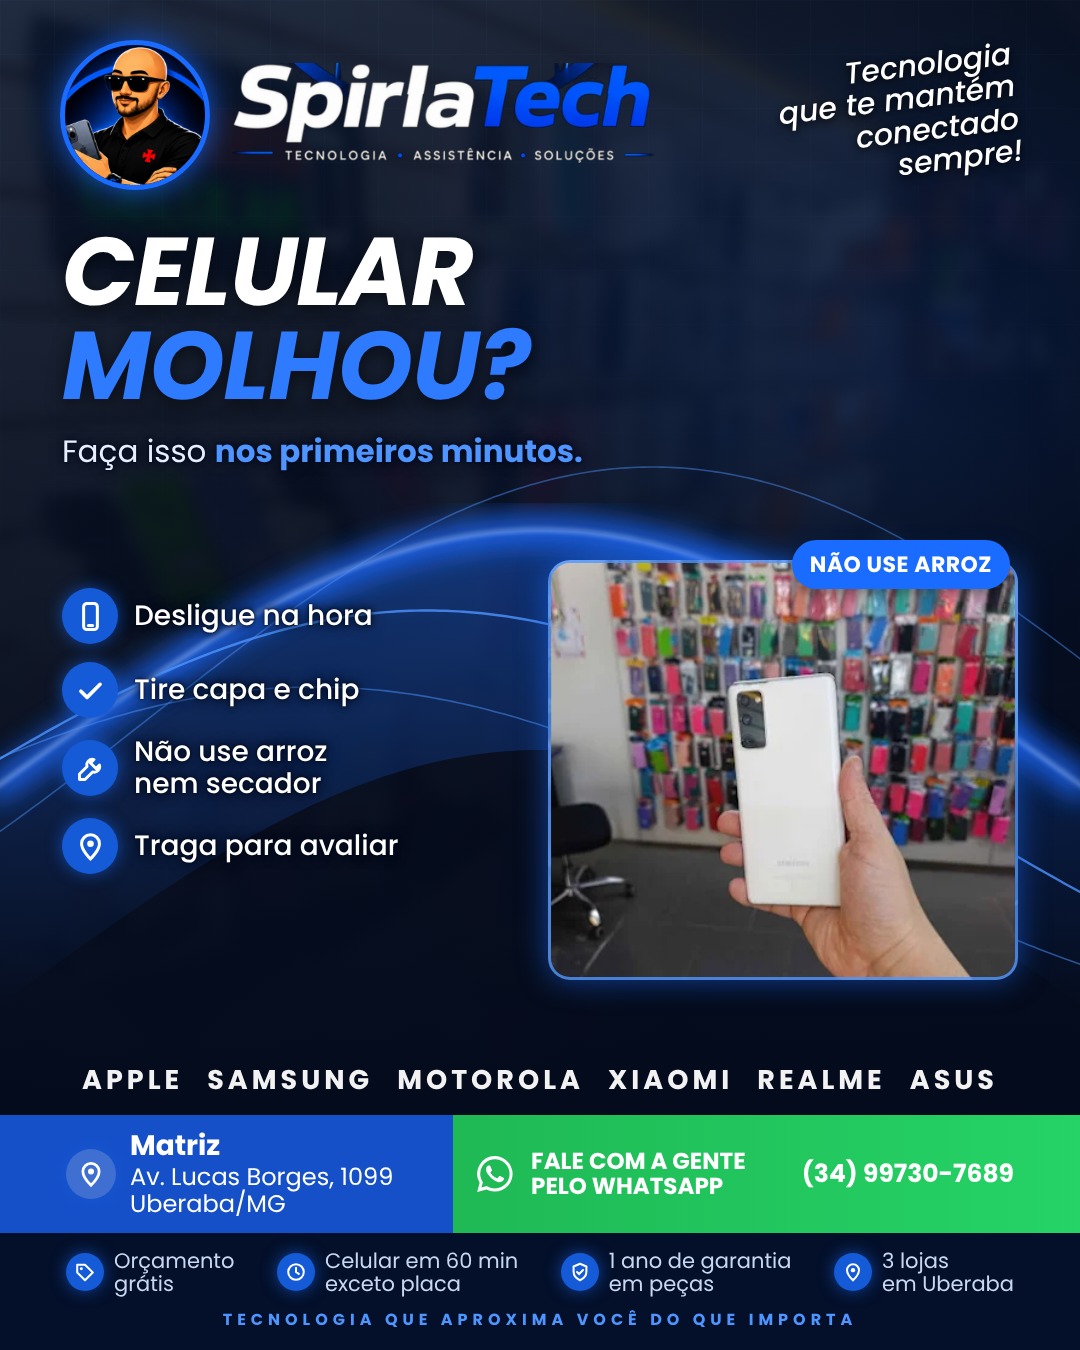 SpirlaTech
TECNOLOGIA • ASSISTÊNCIA • SOLUÇÕES
Tecnologia
que te mantém
conectado
sempre!
CELULAR
MOLHOU?
Faça isso nos primeiros minutos.
NÃO USE ARROZ
Desligue na hora
Tire capa e chip
Não use arroz
nem secador
Traga para avaliar
SAMSUNG
APPLE SAMSUNG MOTOROLA XIAOMI REALME ASUS
Matriz
Av. Lucas Borges, 1099
Uberaba/MG
FALE COM A GENTE
PELO WHATSAPP
(34) 99730-7689
Orçamento
grátis
Celular em 60 min
exceto placa
1 ano de garantia
em peças
3 lojas
em Uberaba
TECNOLOGIA QUE APROXIMA VOCÊ DO QUE IMPORTA